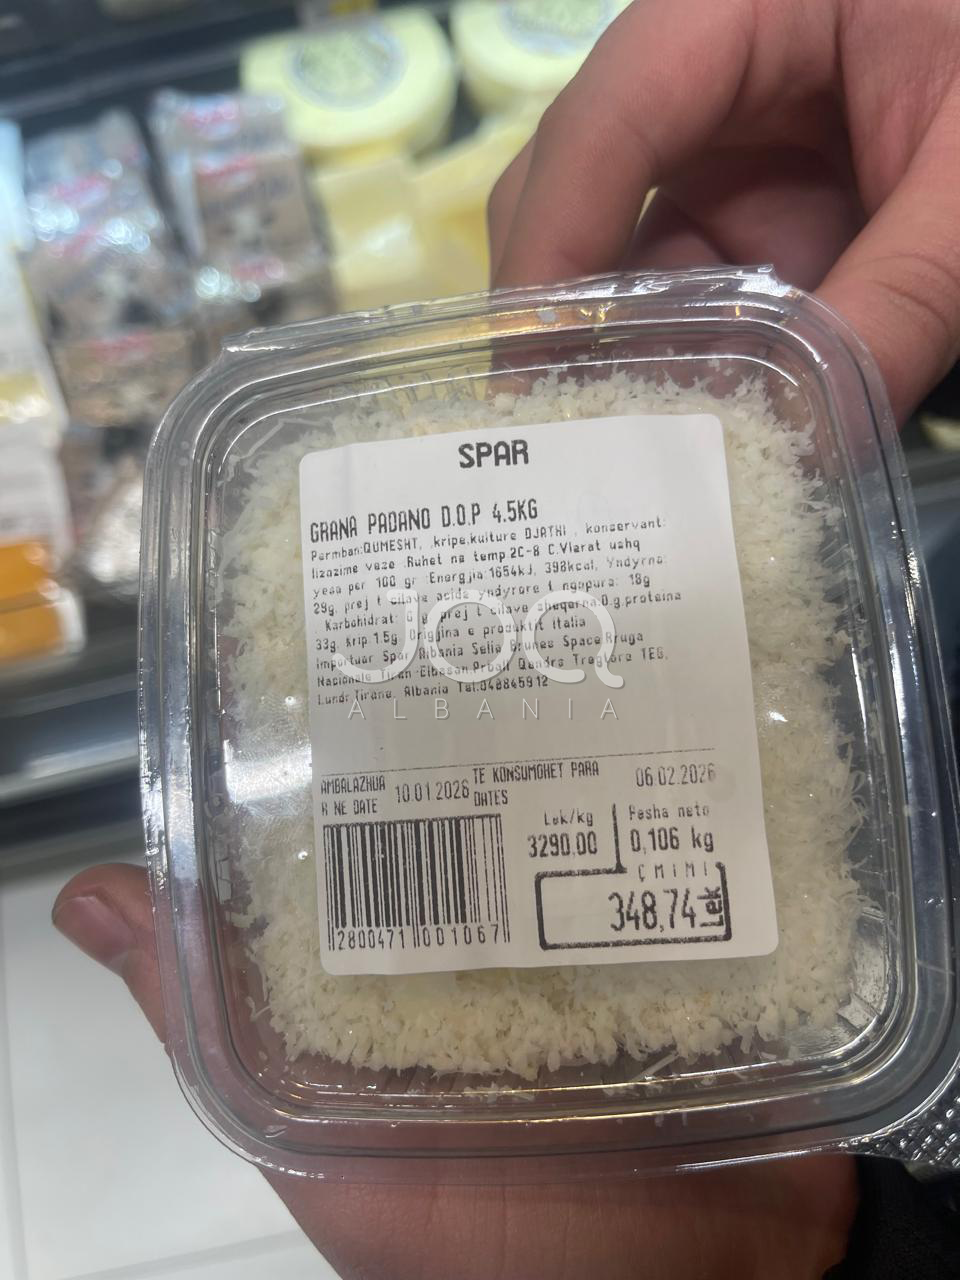 SPAR
GRANA PADANO D.O.P 4.5KG
Permban:QUMESHT, ,kripe,kulture DJATHI , konservant:
lizozime veze .Ruhet ne temp 2C-8 C.Vlerat ushq
yese per 100 gr :Energjia:1654kJ, 398kcal, Yndyrna:
29g, prej t cilave acide yndyrore t ngopura: 18g
Karbohidrat: 0 g, prej t cilave sheqerna:0.g,proteina
33g, krip 1.5g. Origjina e produktit Italia
Importuar Spar Albania Selia Brunes Space Rruga
Nacionale Tiran -Elbasan,Prball Qendrs Tregtare TEG,
Lundr,Tirane, Albania Tel:048845912
JOQ
ALBANIA
AMBALAZHUA
R NE DATE
10.01.2026
TE KONSUMOHET PARA
DATES
06.02.2026
Lek/kg
3290,00
Pesha neto
0,106 kg
ÇMIMI
348,74 Lek
2800471 001067